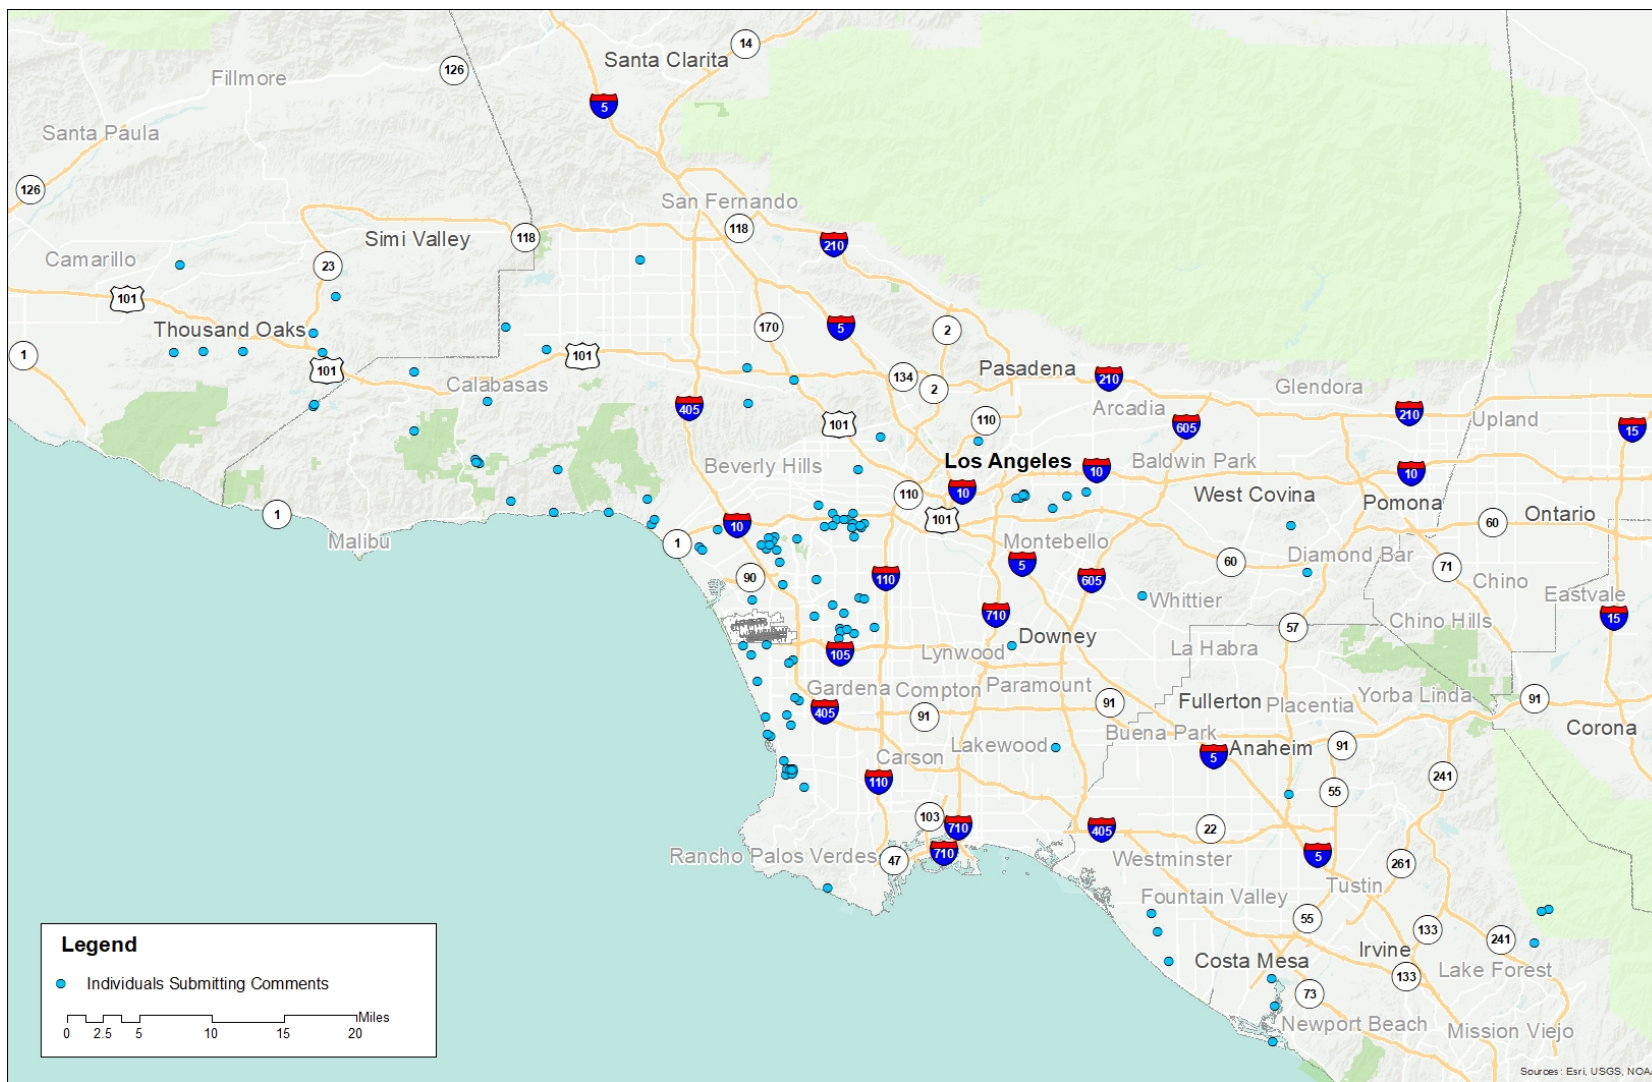 14
Santa Clarita
126
Fillmore
5
Santa Paula
126
San Fernando
118
118
Simi Valley
210
Camarillo
23
101
Thousand Oaks
170
5
2
1
101
101
Pasadena
134
210
2
Calabasas
Glendora
405
Arcadia
210
Upland
101
110
605
15
Beverly Hills
Los Angeles
10
Baldwin Park
10
110
10
West Covina
Pomona
1
10
101
60
Ontario
Malibu
1
Montebello
Diamond Bar
5
60
71
90
110
605
Chino
Eastvale
Whittier
710
15
Chino Hills
57
Downey
105
Lynwood
La Habra
Gardena
Compton
Paramount
Fullerton
Placentia
Yorba Linda
91
405
91
91
Corona
Buena Park
Lakewood
Anaheim
91
Carson
5
110
241
55
103
710
405
22
Rancho Palos Verdes
47
710
Westminster
5
261
Tustin
Fountain Valley
55
133
241
Irvine
Costa Mesa
133
Lake Forest
73
Newport Beach
Mission Viejo
Legend
Individuals Submitting Comments
Miles
0 2.5 5 10 15 20
Sources: Esri, USGS, NOA